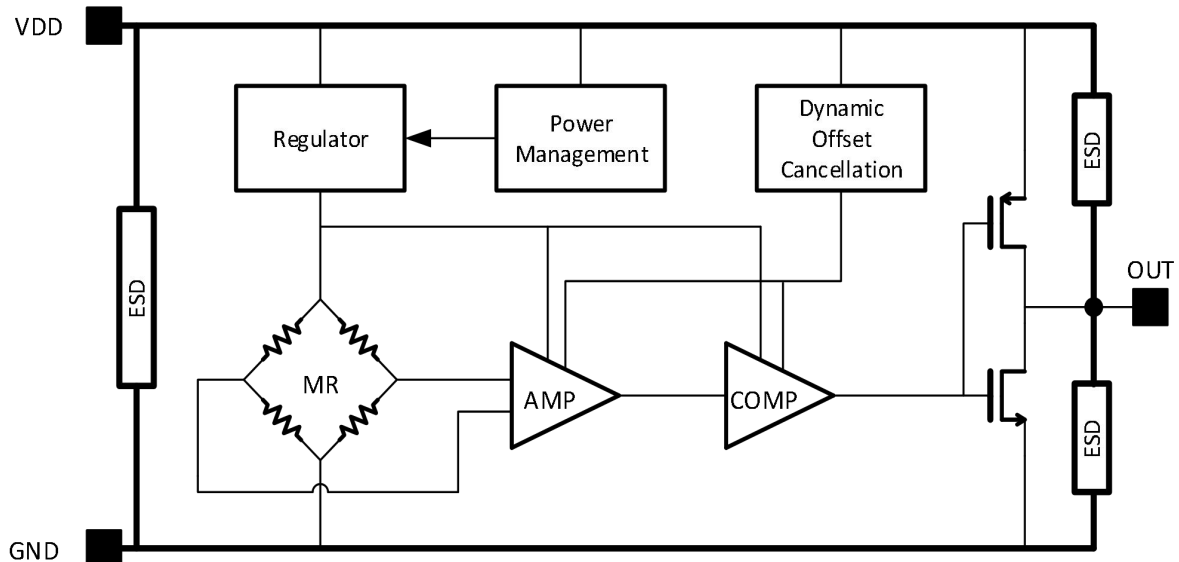 VDD
Regulator
Power
Management
Dynamic
Offset
Cancellation
ESD
ESD
OUT
MR
AMP
COMP
ESD
GND